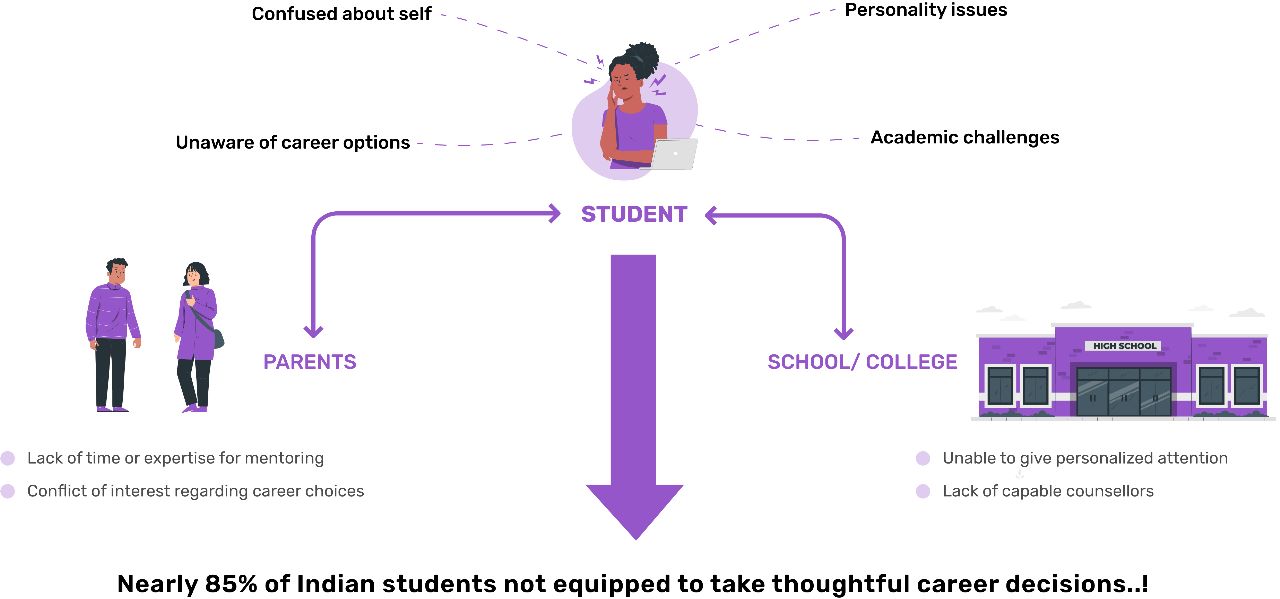 Confused about self
Personality issues
Unaware of career options
Academic challenges
STUDENT
PARENTS
SCHOOL/ COLLEGE
HIGH SCHOOL
Lack of time or expertise for mentoring
Conflict of interest regarding career choices
Unable to give personalized attention
Lack of capable counsellors
Nearly 85% of Indian students not equipped to take thoughtful career decisions..!